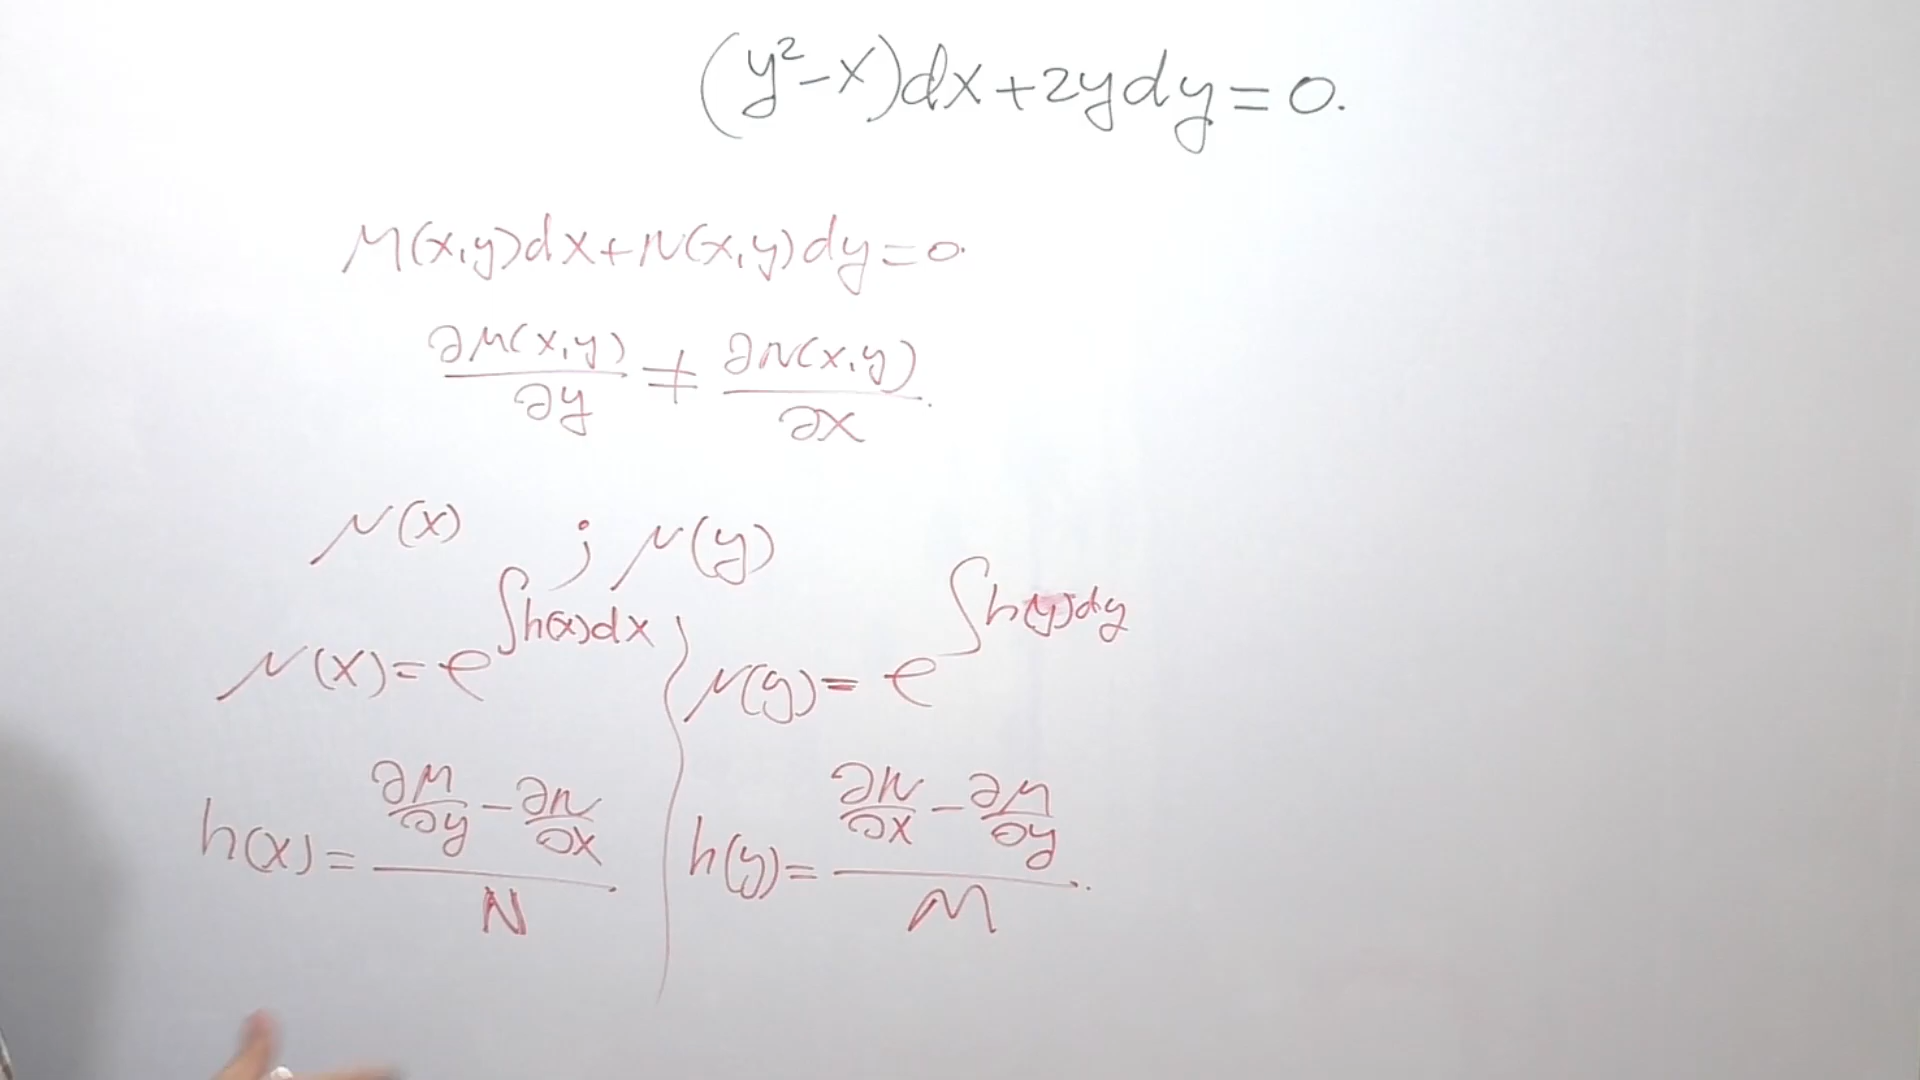 (y²-x)dx+2ydy=0.
M(x,y)dx+N(x,y)dy=0.
∂M(x,y)/∂y ≠ ∂N(x,y)/∂x.
μ(x) ; μ(y)
μ(x)=e^∫h(x)dx μ(y)=e^∫h(y)dy
h(x)=(∂M/∂y-∂N/∂x)/N. h(y)=(∂N/∂x-∂M/∂y)/M.